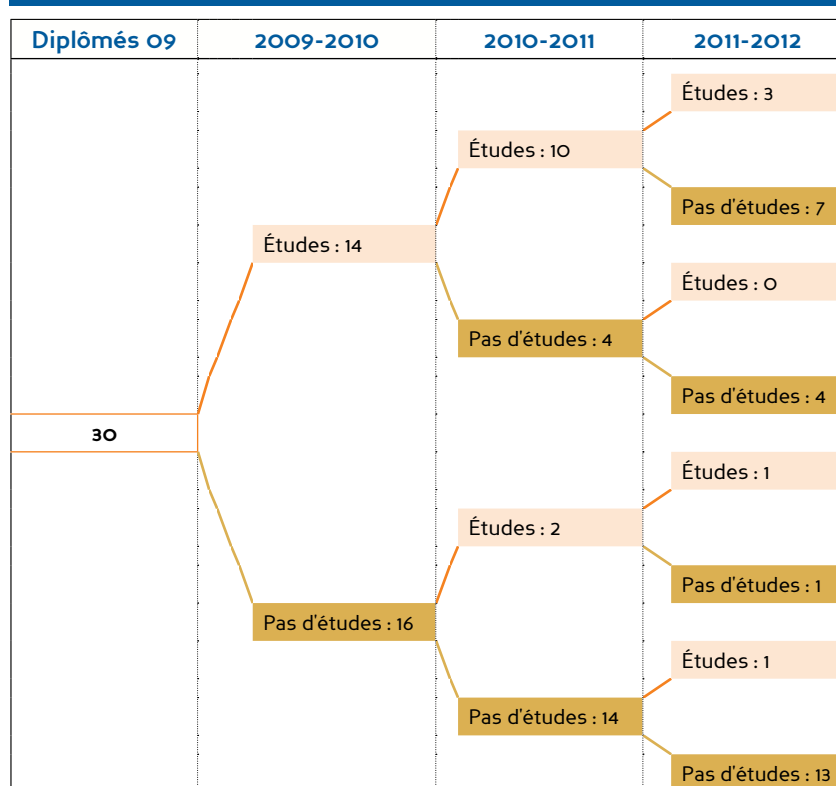 Diplômés 09 2009-2010 2010-2011 2011-2012
Études : 3
Études : 10
Pas d'études : 7
Études : 14
Études : 0
Pas d'études : 4
Pas d'études : 4
30
Études : 1
Études : 2
Pas d'études : 1
Pas d'études : 16
Études : 1
Pas d'études : 14
Pas d'études : 13